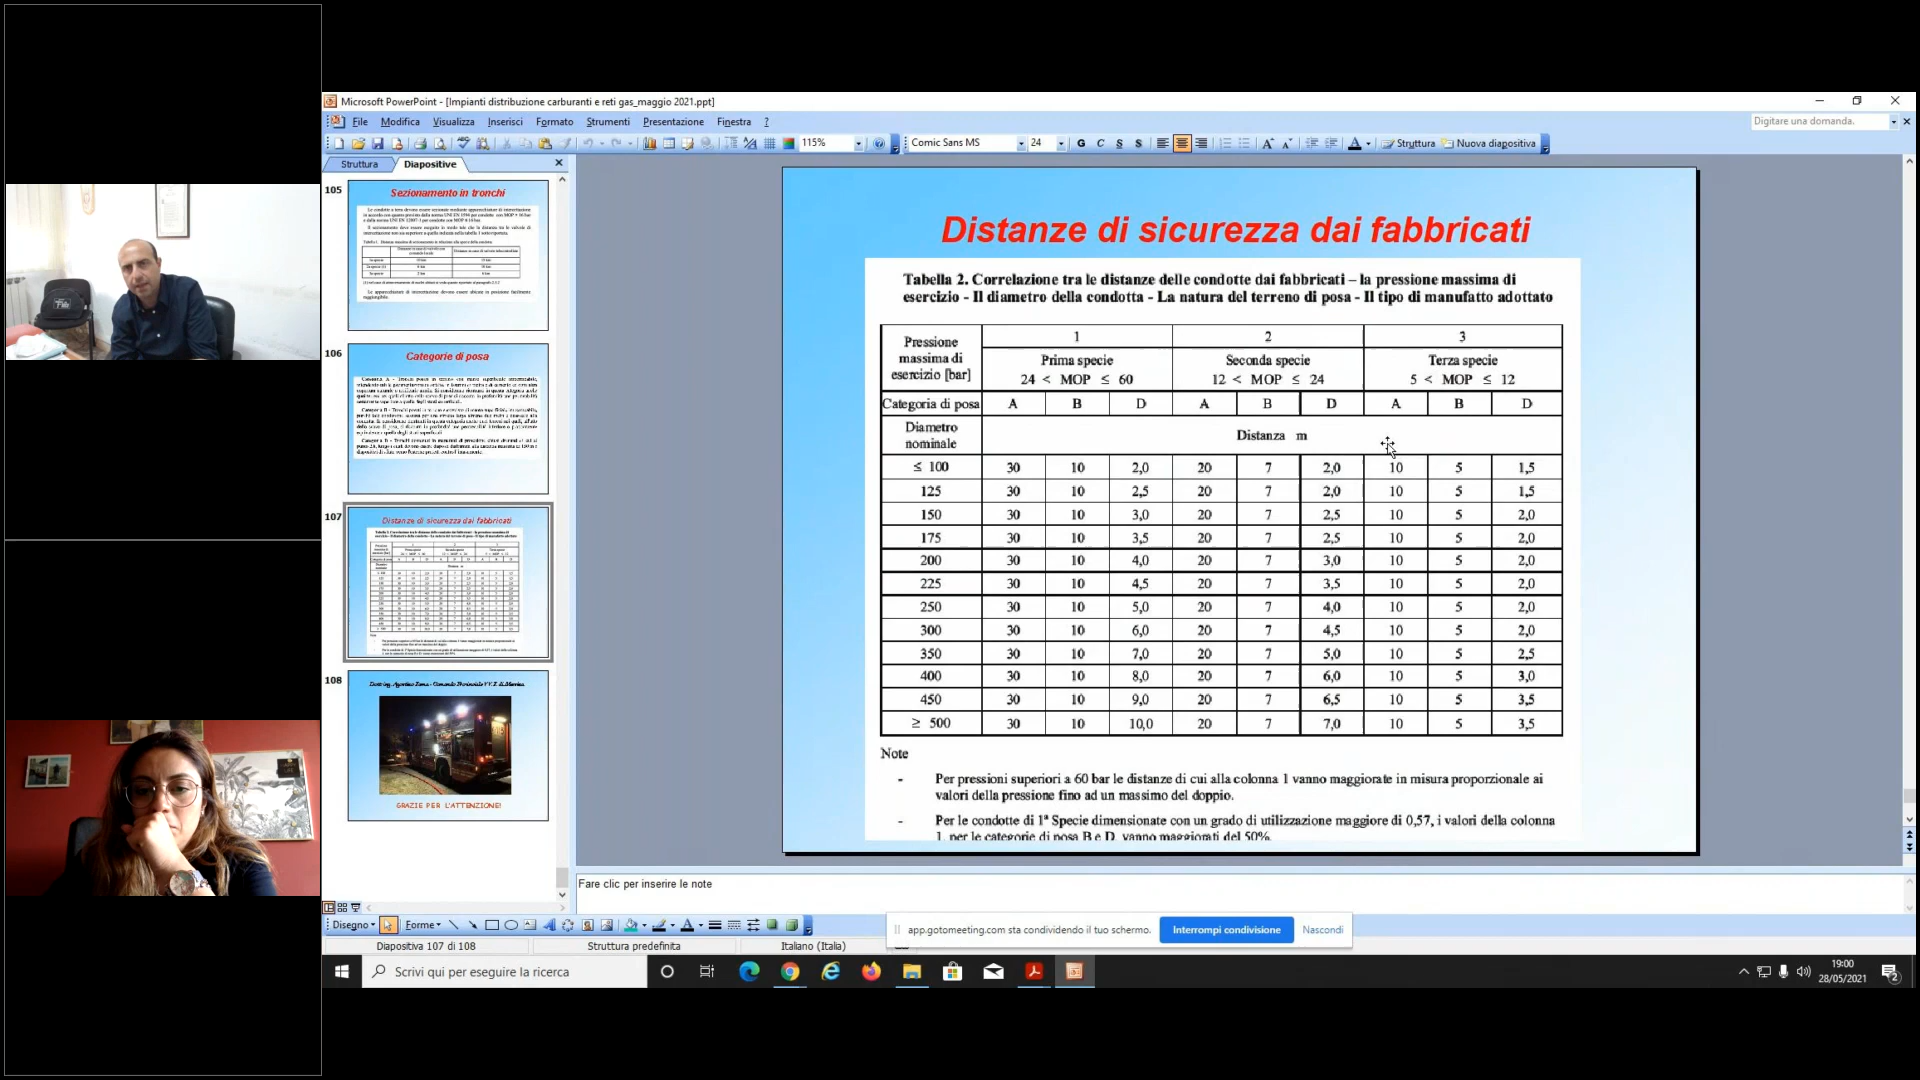 Microsoft PowerPoint - [Impianti distribuzione carburanti e reti gas_maggio 2021.ppt]
File Modifica Visualizza Inserisci Formato Strumenti Presentazione Finestra ?
Digitare una domanda.
115%
Comic Sans MS
24
G C S S
Struttura
Nuova diapositiva
Struttura
Diapositive
105
Sezionamento in tronchi
106
Categorie di posa
107
Distanze di sicurezza dai fabbricati
108
GRAZIE PER L'ATTENZIONE!
Distanze di sicurezza dai fabbricati
Tabella 2. Correlazione tra le distanze delle condotte dai fabbricati – la pressione massima di
esercizio - Il diametro della condotta - La natura del terreno di posa - Il tipo di manufatto adottato
Pressione massima di esercizio [bar]
1 2 3
Prima specie Seconda specie Terza specie
24 < MOP ≤ 60 12 < MOP ≤ 24 5 < MOP ≤ 12
Categoria di posa A B D A B D A B D
Diametro nominale Distanza m
≤ 100 30 10 2,0 20 7 2,0 10 5 1,5
125 30 10 2,5 20 7 2,0 10 5 1,5
150 30 10 3,0 20 7 2,5 10 5 2,0
175 30 10 3,5 20 7 2,5 10 5 2,0
200 30 10 4,0 20 7 3,0 10 5 2,0
225 30 10 4,5 20 7 3,5 10 5 2,0
250 30 10 5,0 20 7 4,0 10 5 2,0
300 30 10 6,0 20 7 4,5 10 5 2,0
350 30 10 7,0 20 7 5,0 10 5 2,5
400 30 10 8,0 20 7 6,0 10 5 3,0
450 30 10 9,0 20 7 6,5 10 5 3,5
≥ 500 30 10 10,0 20 7 7,0 10 5 3,5
Note
- Per pressioni superiori a 60 bar le distanze di cui alla colonna 1 vanno maggiorate in misura proporzionale ai
valori della pressione fino ad un massimo del doppio.
- Per le condotte di 1ª Specie dimensionate con un grado di utilizzazione maggiore di 0,57, i valori della colonna
1, per le categorie di posa B e D, vanno maggiorati del 50%.
Fare clic per inserire le note
Disegno
Forme
app.gotomeeting.com sta condividendo il tuo schermo.
Interrompi condivisione
Nascondi
Diapositiva 107 di 108
Struttura predefinita
Italiano (Italia)
Scrivi qui per eseguire la ricerca
19:00
28/05/2021
2